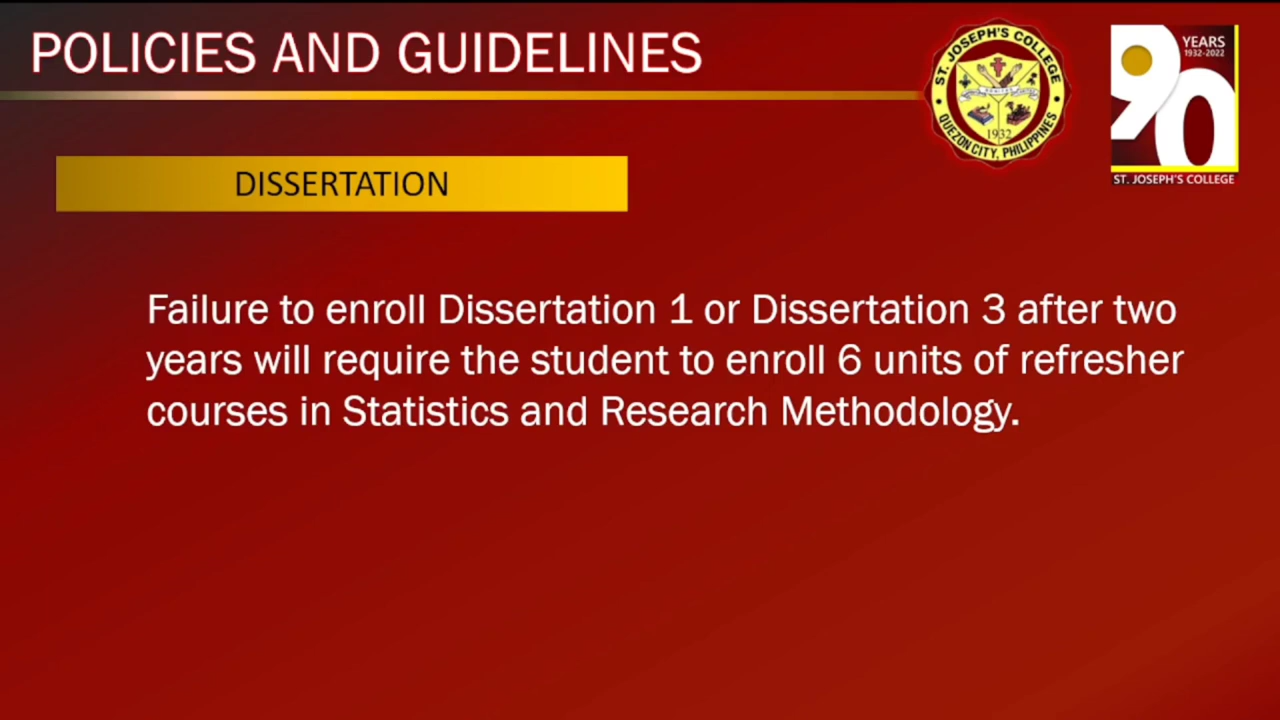 POLICIES AND GUIDELINES
ST. JOSEPH'S COLLEGE
QUEZON CITY, PHILIPPINES
1932
90
YEARS
1932-2022
ST. JOSEPH'S COLLEGE
DISSERTATION
Failure to enroll Dissertation 1 or Dissertation 3 after two
years will require the student to enroll 6 units of refresher
courses in Statistics and Research Methodology.